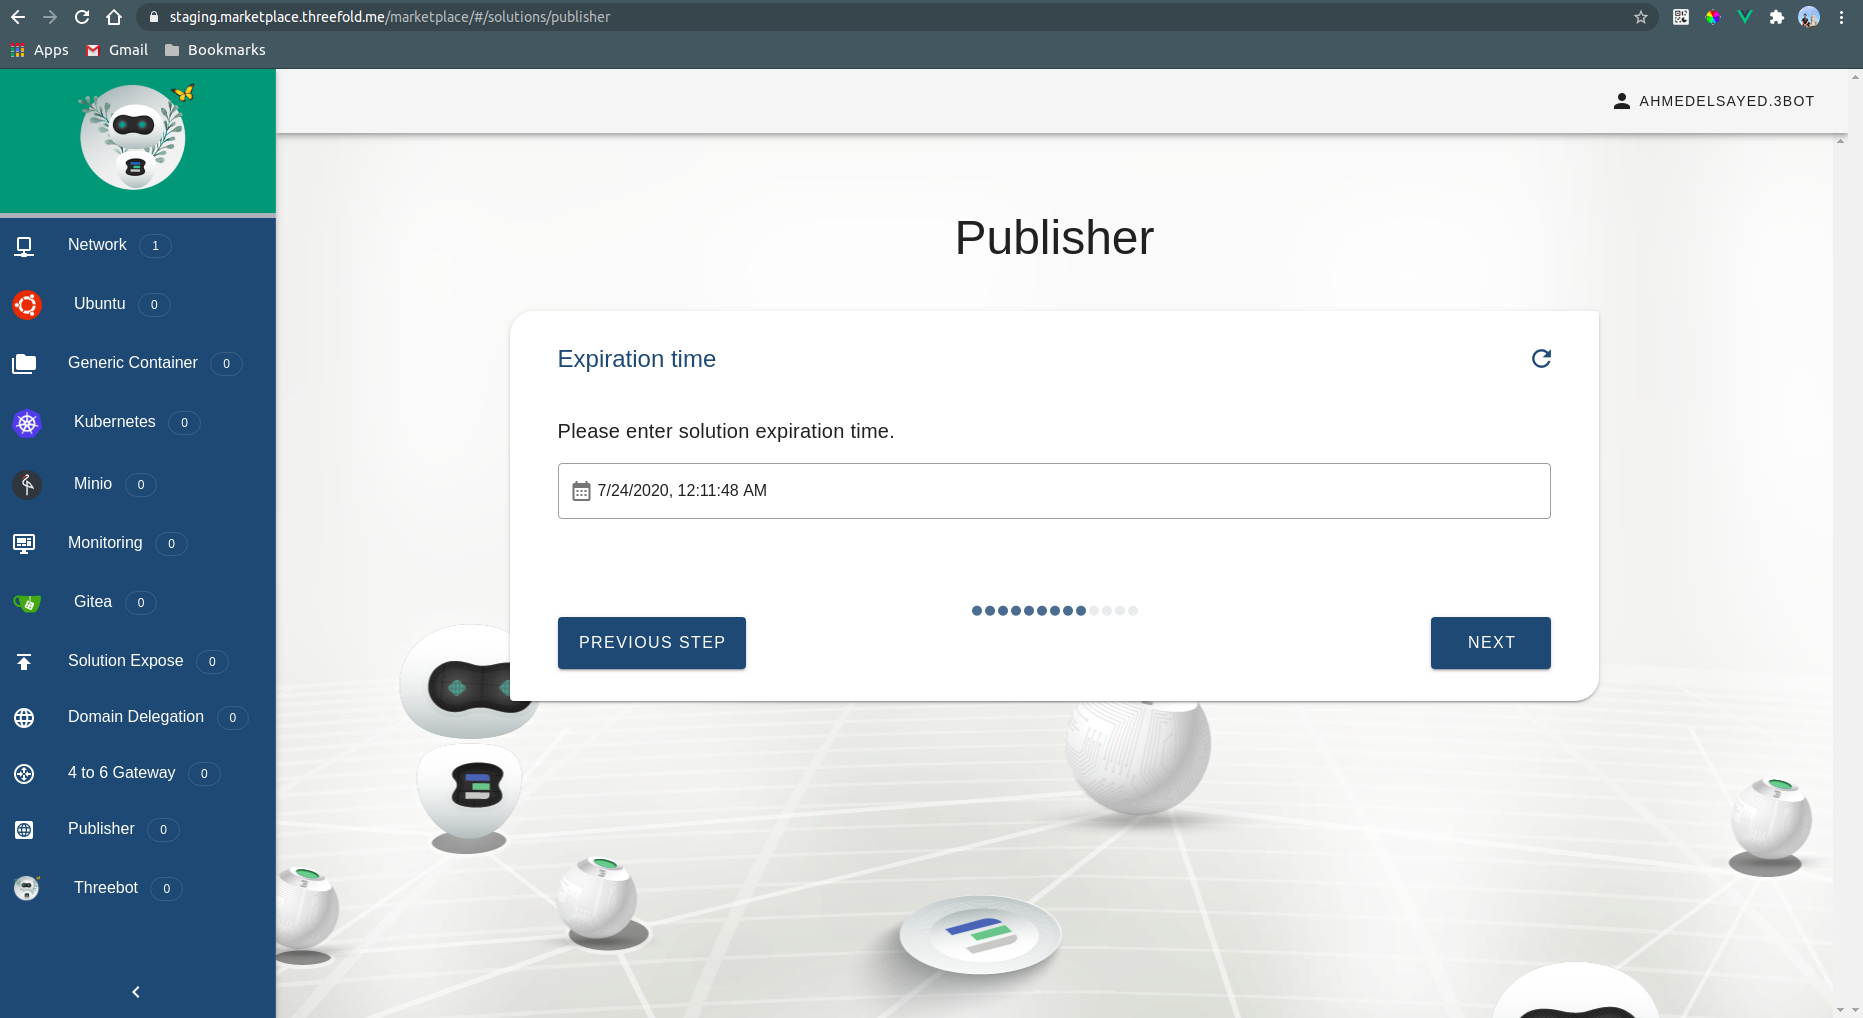 staging.marketplace.threefold.me/marketplace/#/solutions/publisher
Apps Gmail Bookmarks
AHMEDELSAYED.3BOT
Network 1
Ubuntu 0
Generic Container 0
Kubernetes 0
Minio 0
Monitoring 0
Gitea 0
Solution Expose 0
Domain Delegation 0
4 to 6 Gateway 0
Publisher 0
Threebot 0
Publisher
Expiration time
Please enter solution expiration time.
7/24/2020, 12:11:48 AM
PREVIOUS STEP
NEXT